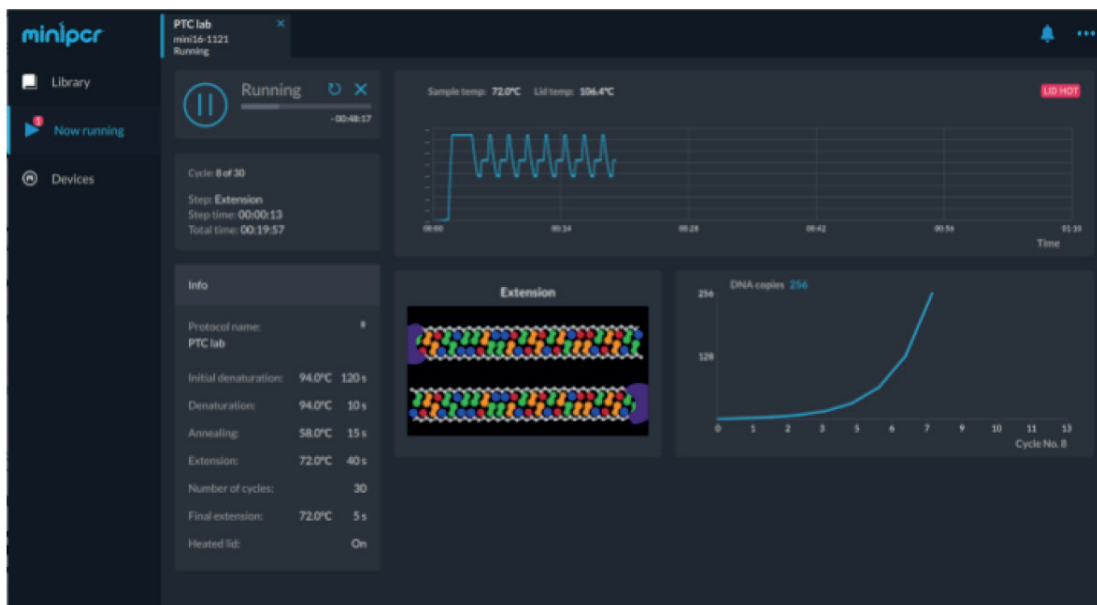 minipcr
Library
1
Now running
Devices
PTC lab
mini16-1121
Running
Running
- 00:48:17
Cycle: 8 of 30
Step: Extension
Step time: 00:00:13
Total time: 00:19:57
Info
Protocol name:
PTC lab
Initial denaturation: 94.0°C 120 s
Denaturation: 94.0°C 10 s
Annealing: 58.0°C 15 s
Extension: 72.0°C 40 s
Number of cycles: 30
Final extension: 72.0°C 5 s
Heated lid: On
Sample temp: 72.0°C Lid temp: 106.4°C
LID HOT
00:00 00:14 00:28 00:42 00:56 01:10
Time
Extension
DNA copies 256
256
128
0 1 2 3 5 6 7 9 10 11 13
Cycle No. 8